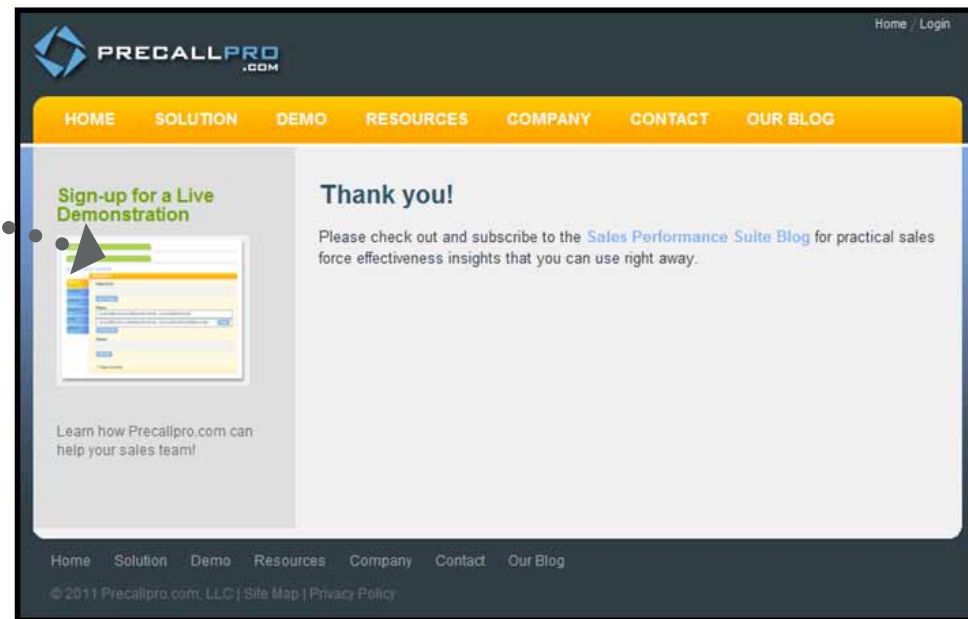 Home / Login
PRECALLPRO
.COM
HOME SOLUTION DEMO RESOURCES COMPANY CONTACT OUR BLOG
Sign-up for a Live
Demonstration
Learn how Precallpro.com can
help your sales team!
Thank you!
Please check out and subscribe to the Sales Performance Suite Blog for practical sales
force effectiveness insights that you can use right away.
Home Solution Demo Resources Company Contact Our Blog
© 2011 Precallpro.com, LLC | Site Map | Privacy Policy